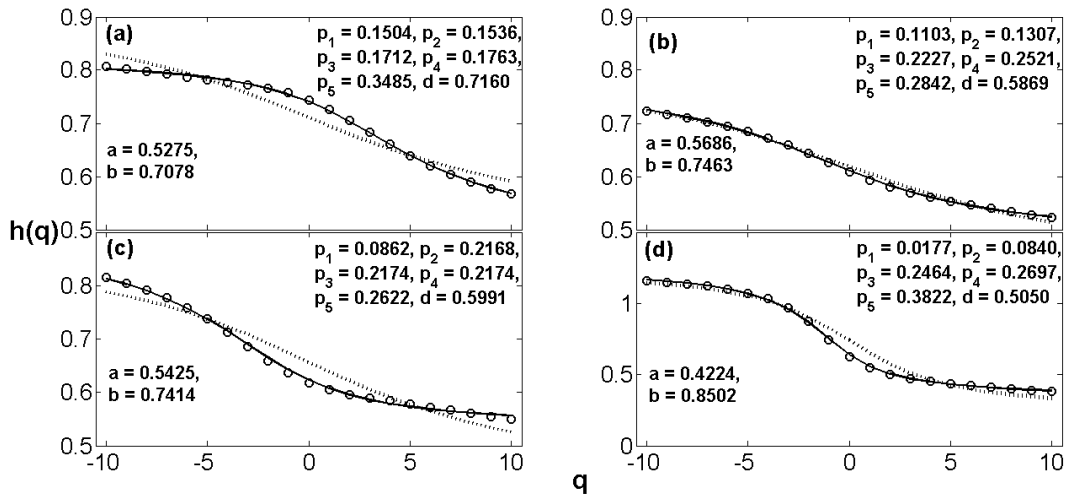 (a)
p1 = 0.1504, p2 = 0.1536,
p3 = 0.1712, p4 = 0.1763,
p5 = 0.3485, d = 0.7160
a = 0.5275,
b = 0.7078
0.9
0.8
0.7
0.6
0.5
(b)
p1 = 0.1103, p2 = 0.1307,
p3 = 0.2227, p4 = 0.2521,
p5 = 0.2842, d = 0.5869
a = 0.5686,
b = 0.7463
0.9
0.8
0.7
0.6
0.5
h(q)
(c)
p1 = 0.0862, p2 = 0.2168,
p3 = 0.2174, p4 = 0.2174,
p5 = 0.2622, d = 0.5991
a = 0.5425,
b = 0.7414
0.8
0.7
0.6
0.5
-10 -5 0 5 10
(d)
p1 = 0.0177, p2 = 0.0840,
p3 = 0.2464, p4 = 0.2697,
p5 = 0.3822, d = 0.5050
a = 0.4224,
b = 0.8502
1
0.5
0
-10 -5 0 5 10
q